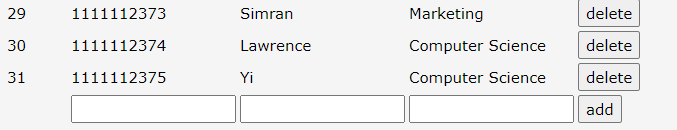 29 1111112373 Simran Marketing delete
30 1111112374 Lawrence Computer Science delete
31 1111112375 Yi Computer Science delete
add